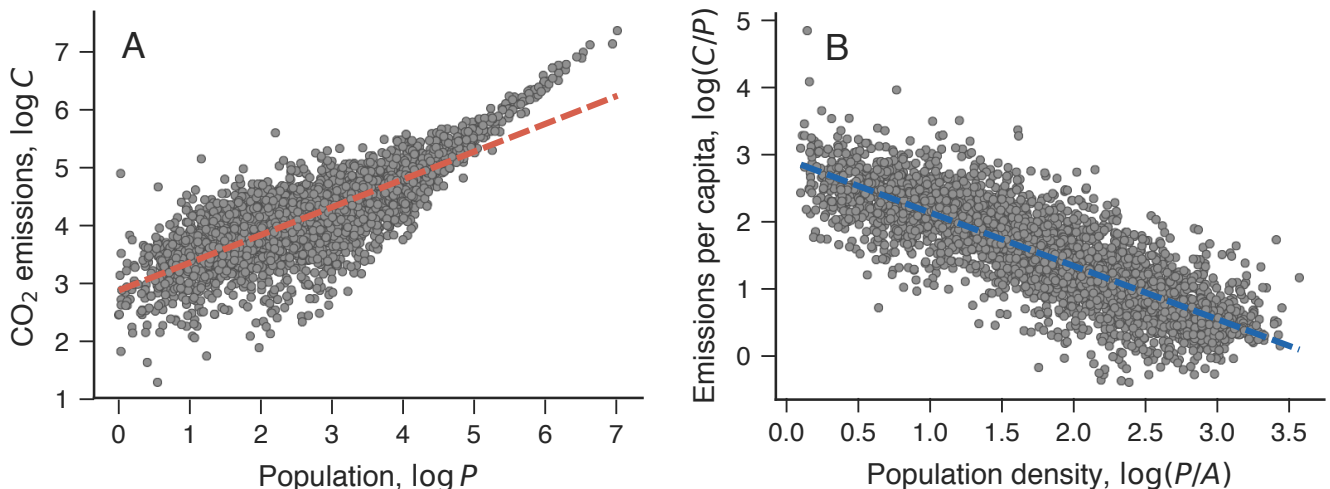 A
CO₂ emissions, log C
7
6
5
4
3
2
1
0 1 2 3 4 5 6 7
Population, log P
B
Emissions per capita, log(C/P)
5
4
3
2
1
0
0.0 0.5 1.0 1.5 2.0 2.5 3.0 3.5
Population density, log(P/A)